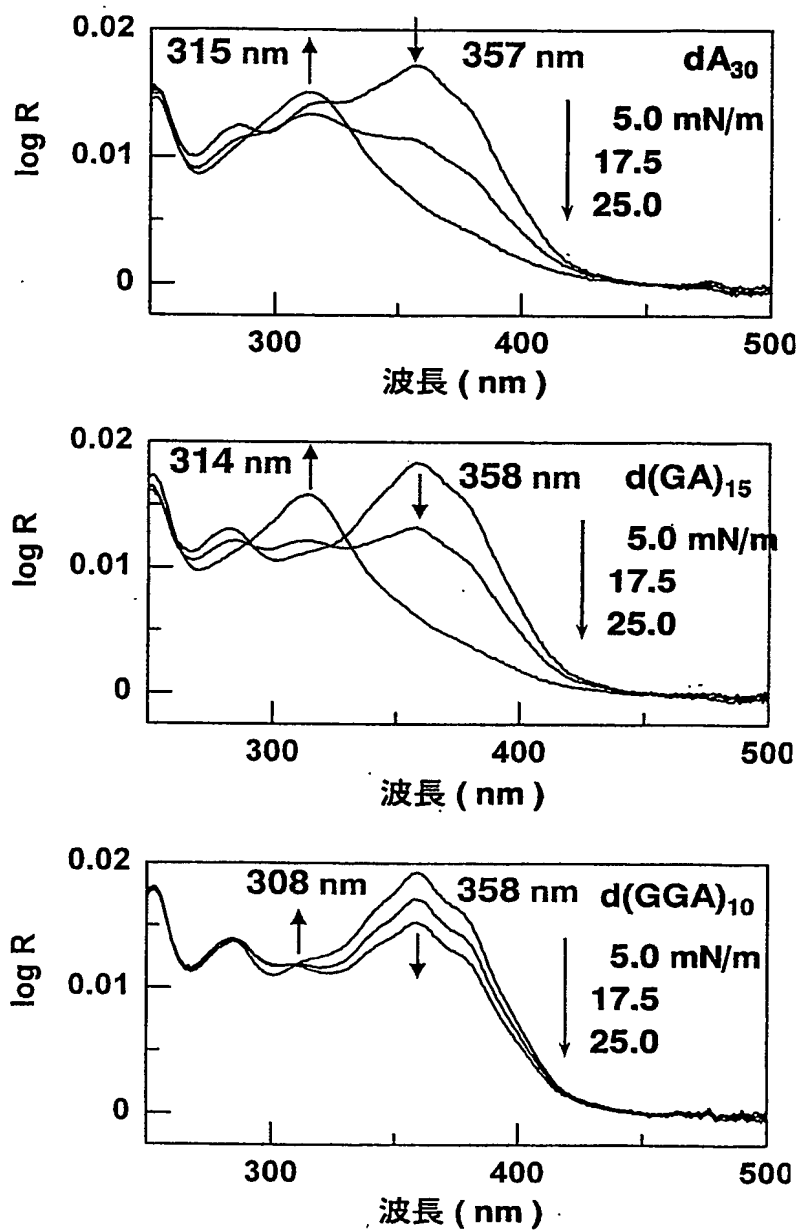 0.02
315 nm
357 nm
dA30
5.0 mN/m
0.01
17.5
25.0
0
log R
300
400
500
波長 ( nm )
0.02
314 nm
358 nm
d(GA)15
5.0 mN/m
0.01
17.5
25.0
0
log R
300
400
500
波長 ( nm )
0.02
308 nm
358 nm
d(GGA)10
5.0 mN/m
0.01
17.5
25.0
0
log R
300
400
500
波長 ( nm )